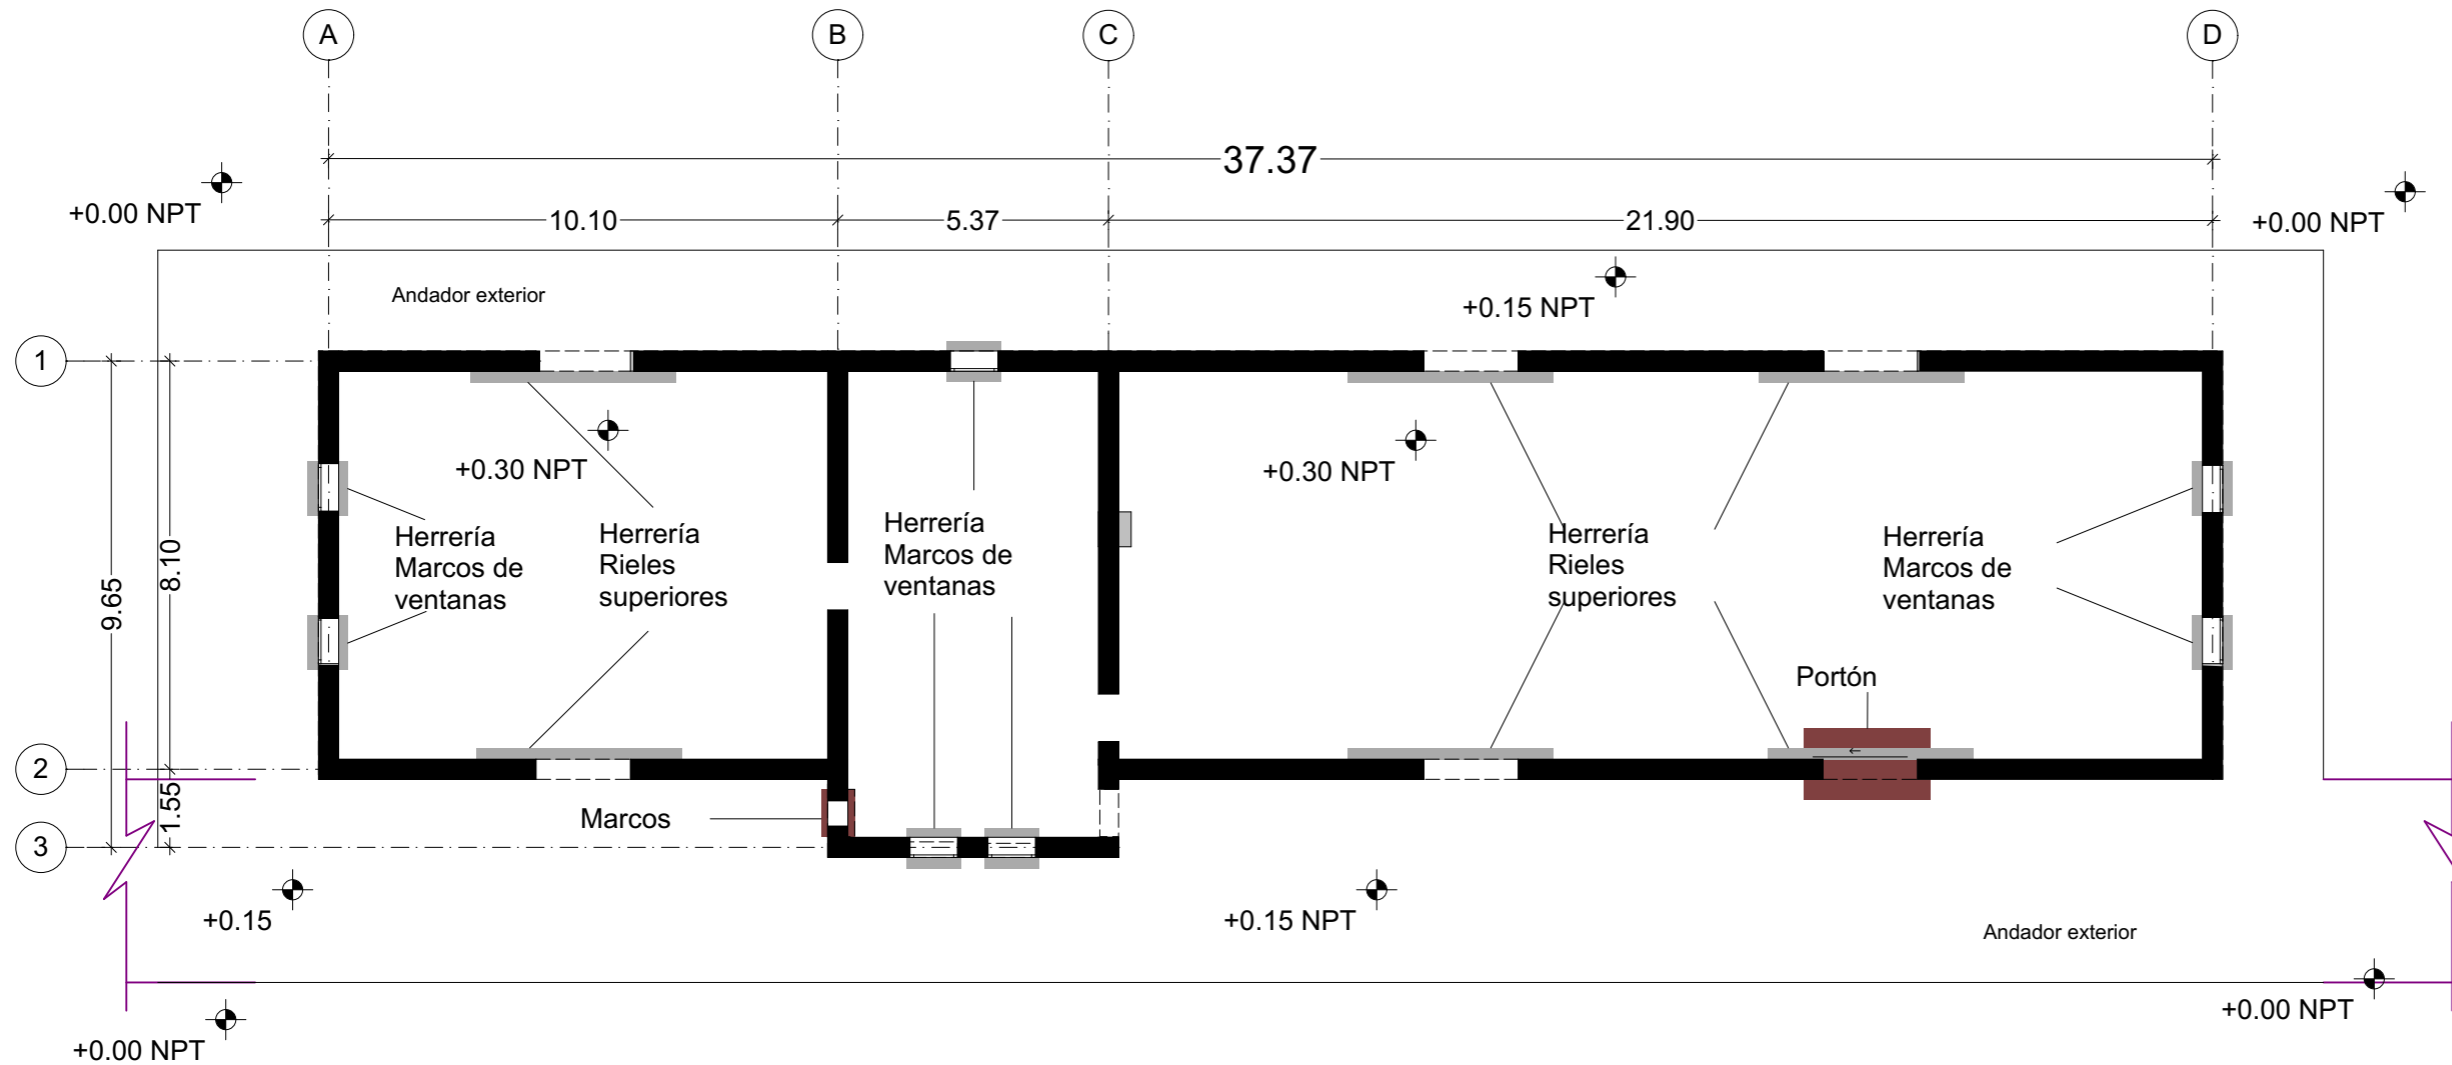 A
B
C
D
37.37
+0.00 NPT
10.10
5.37
21.90
+0.00 NPT
Andador exterior
+0.15 NPT
1
+0.30 NPT
+0.30 NPT
Herrería
Marcos de
ventanas
Herrería
Rieles
superiores
Herrería
Marcos de
ventanas
Herrería
Rieles
superiores
Herrería
Marcos de
ventanas
9.65
8.10
Portón
2
1.55
Marcos
3
+0.15
+0.15 NPT
Andador exterior
+0.00 NPT
+0.00 NPT